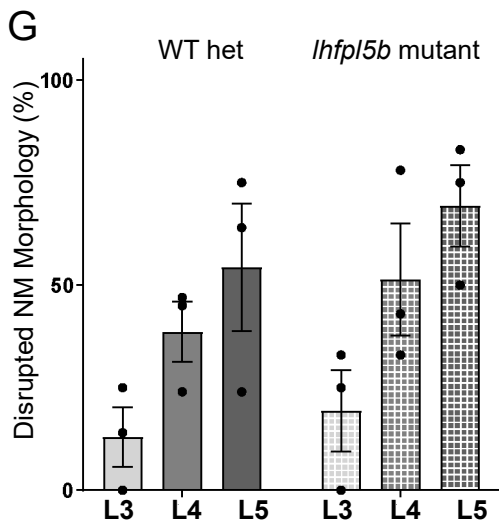 G
WT het
lhfpl5b mutant
Disrupted NM Morphology (%)
100
50
0
L3 L4 L5 L3 L4 L5